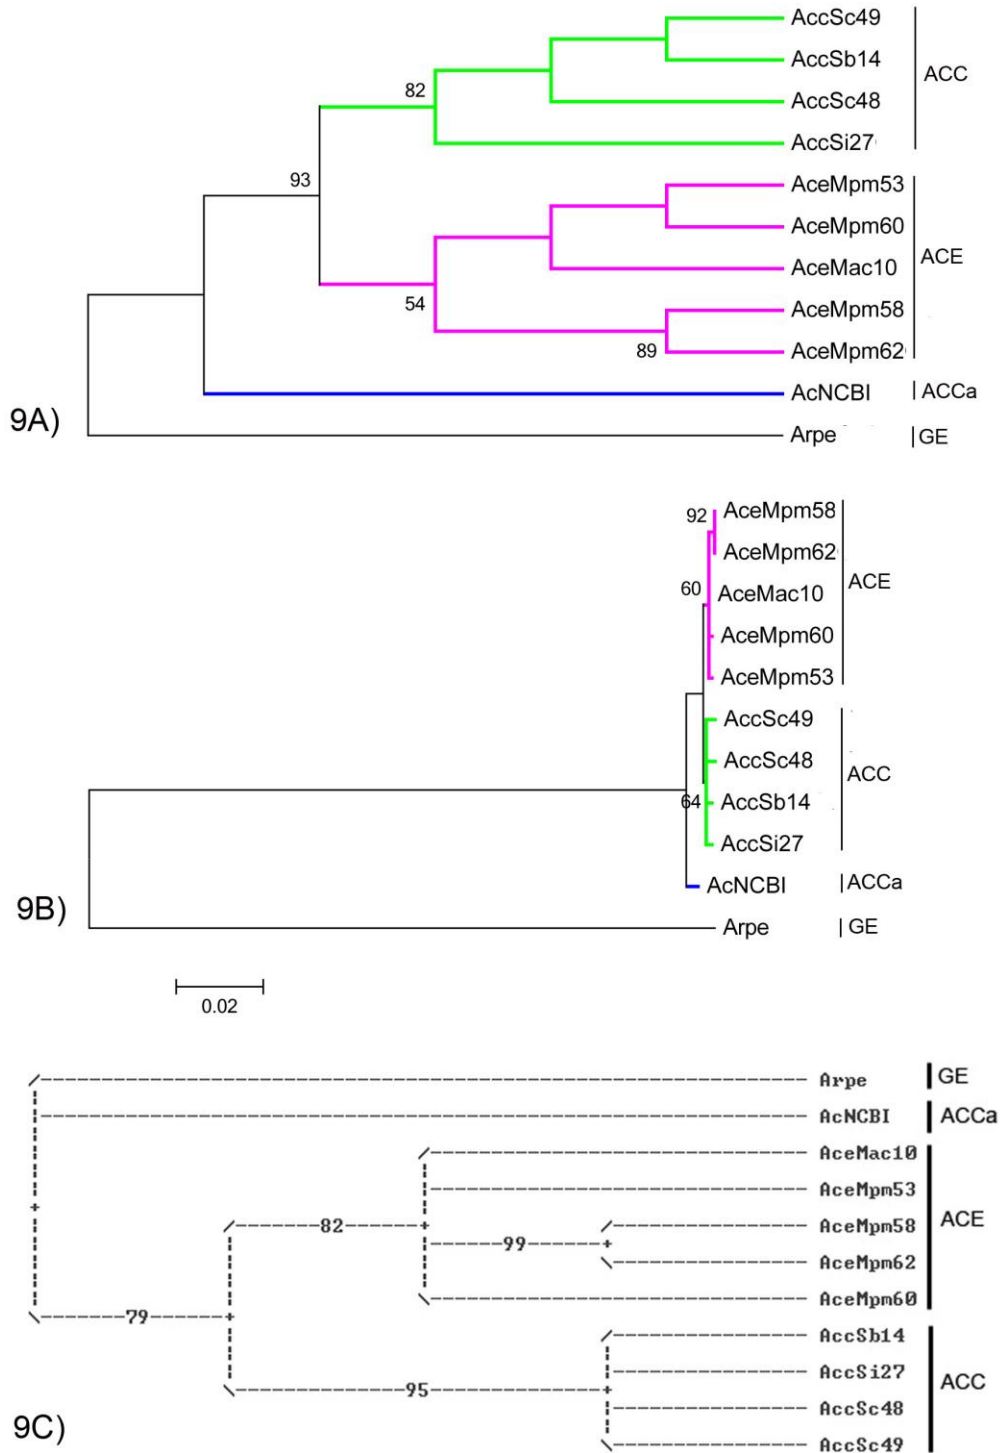 AccSc49
AccSb14
ACC
82
AccSc48
AccSi27
93
AceMpm53
AceMpm60
ACE
AceMac10
54
AceMpm58
89
AceMpm62
AcNCBI
ACCa
9A)
Arpe
GE
92
AceMpm58
AceMpm62
ACE
60
AceMac10
AceMpm60
AceMpm53
AccSc49
AccSc48
ACC
64
AccSb14
AccSi27
AcNCBI
ACCa
9B)
Arpe
GE
0.02
Arpe
GE
AcNCBI
ACCa
AceMac10
AceMpm53
ACE
82
AceMpm58
99
AceMpm62
AceMpm60
79
AccSb14
AccSi27
ACC
95
AccSc48
9C)
AccSc49